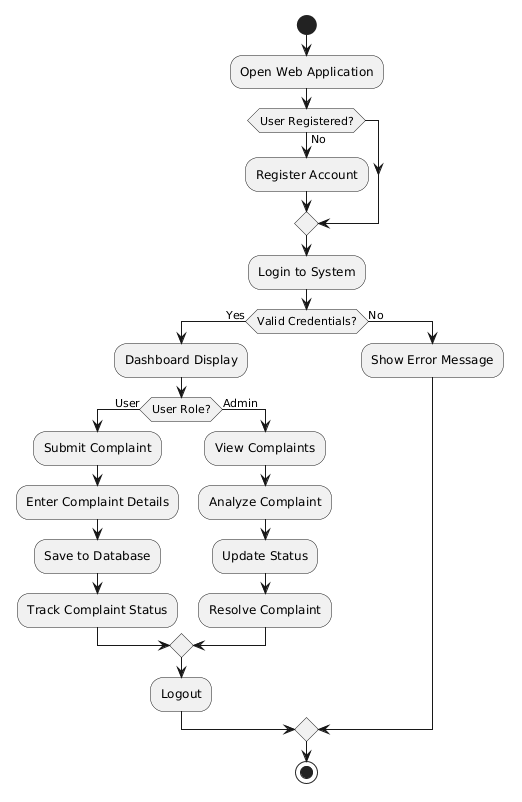 Open Web Application
User Registered?
No
Register Account
Login to System
Yes
Valid Credentials?
No
Dashboard Display
Show Error Message
User
User Role?
Admin
Submit Complaint
View Complaints
Enter Complaint Details
Analyze Complaint
Save to Database
Update Status
Track Complaint Status
Resolve Complaint
Logout